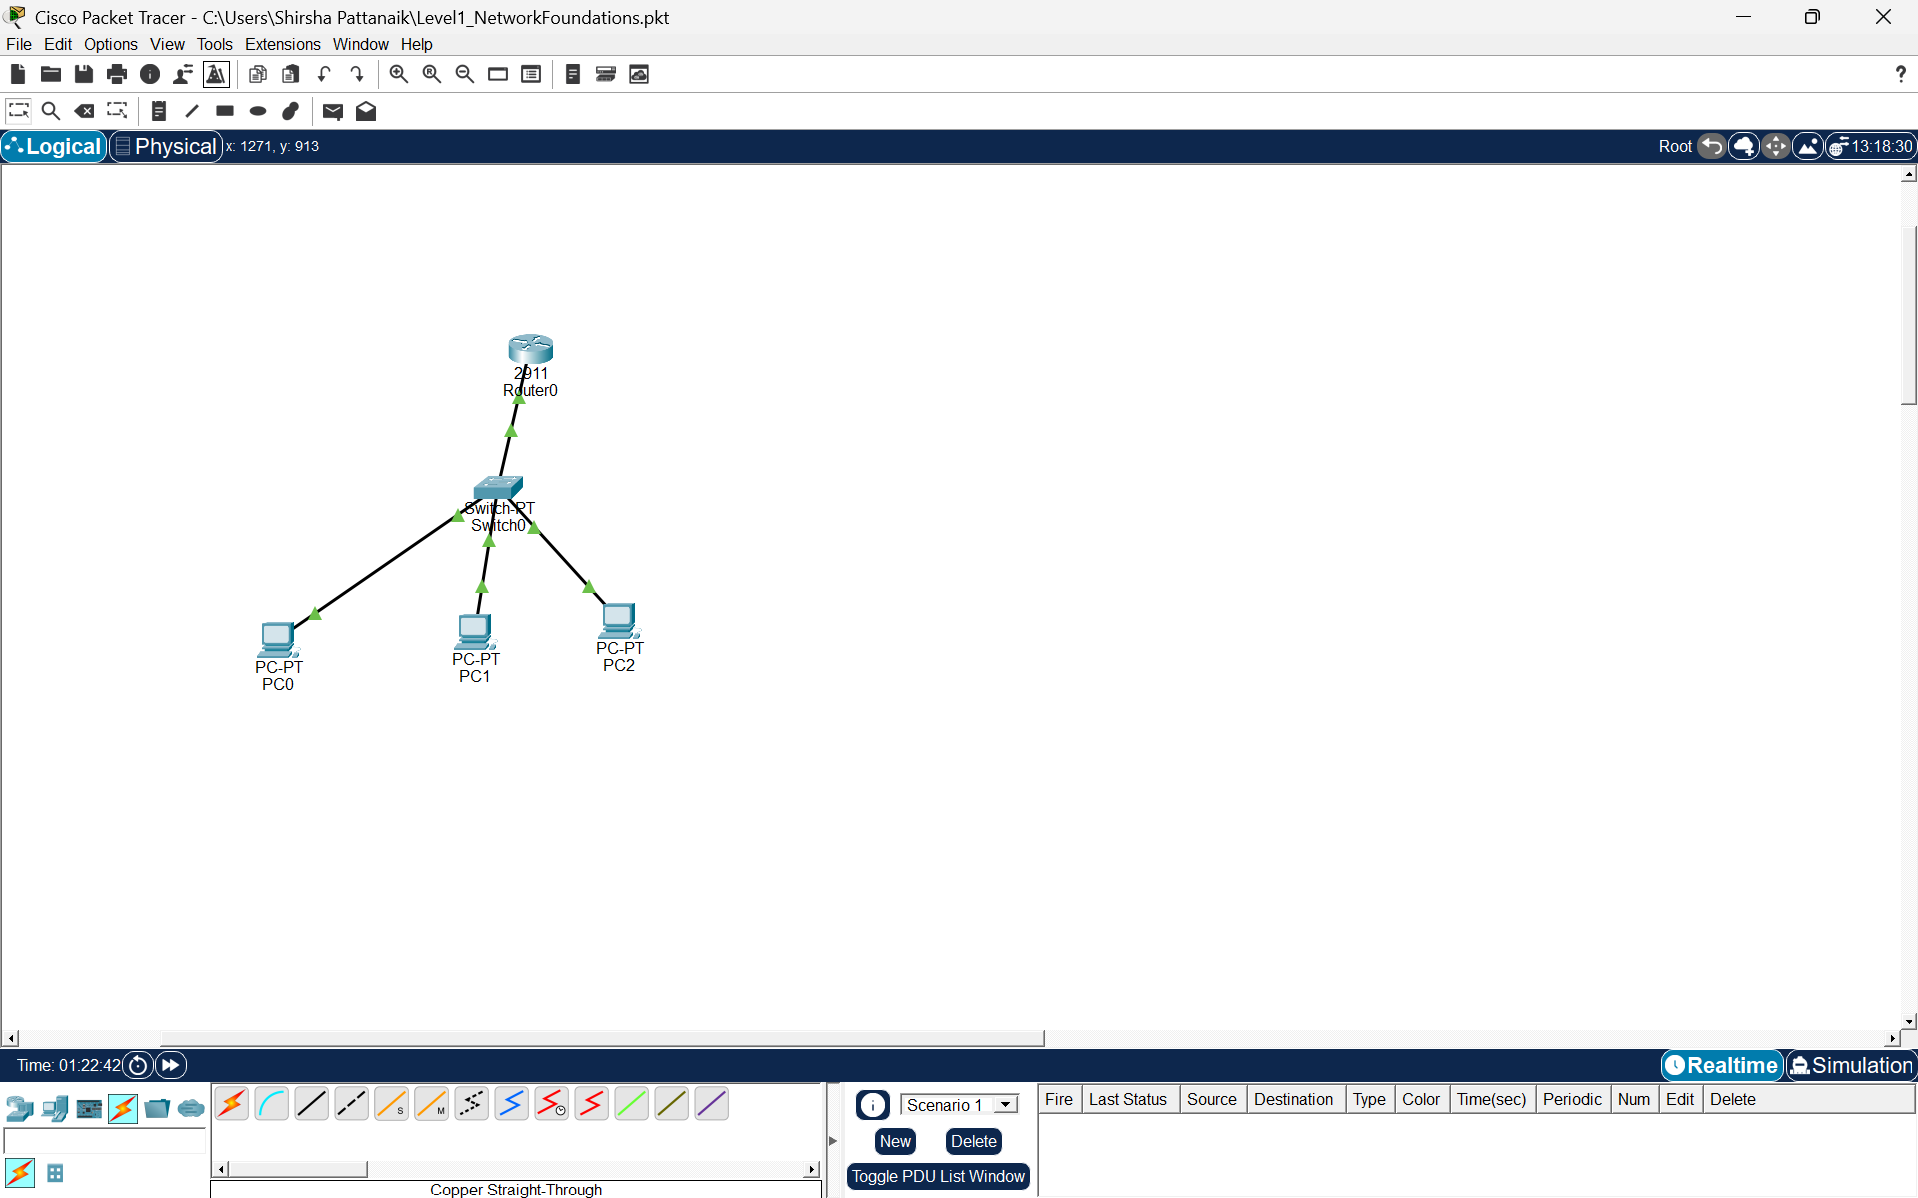 Cisco Packet Tracer - C:\Users\Shirsha Pattanaik\Level1_NetworkFoundations.pkt
File Edit Options View Tools Extensions Window Help
?
Logical Physical x: 1271, y: 913 Root 13:18:30
2911
Router0
Switch-PT
Switch0
PC-PT
PC0
PC-PT
PC1
PC-PT
PC2
Time: 01:22:42 Realtime Simulation
S M
Scenario 1
New Delete
Toggle PDU List Window
Fire Last Status Source Destination Type Color Time(sec) Periodic Num Edit Delete
Copper Straight-Through